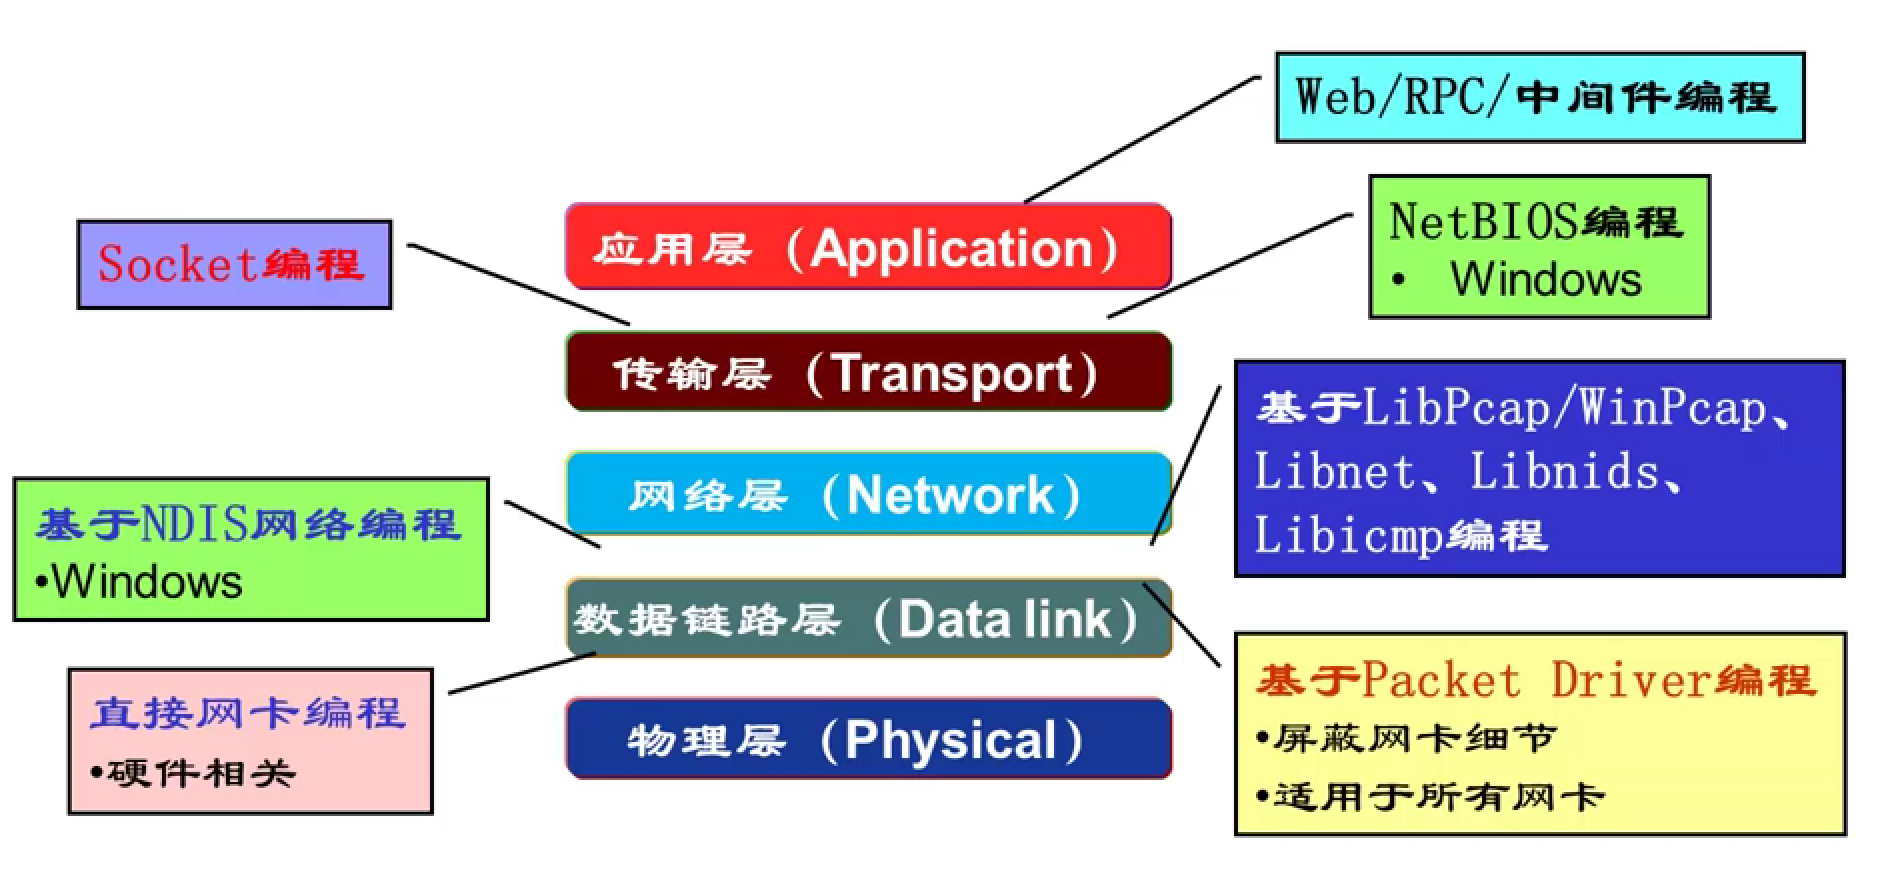 Web/RPC/中间件编程
NetBIOS编程
• Windows
Socket编程
应用层（Application）
传输层（Transport）
网络层（Network）
数据链路层（Data link）
物理层（Physical）
基于LibPcap/WinPcap、
Libnet、Libnids、
Libicmp编程
基于NDIS网络编程
•Windows
直接网卡编程
•硬件相关
基于Packet Driver编程
•屏蔽网卡细节
•适用于所有网卡